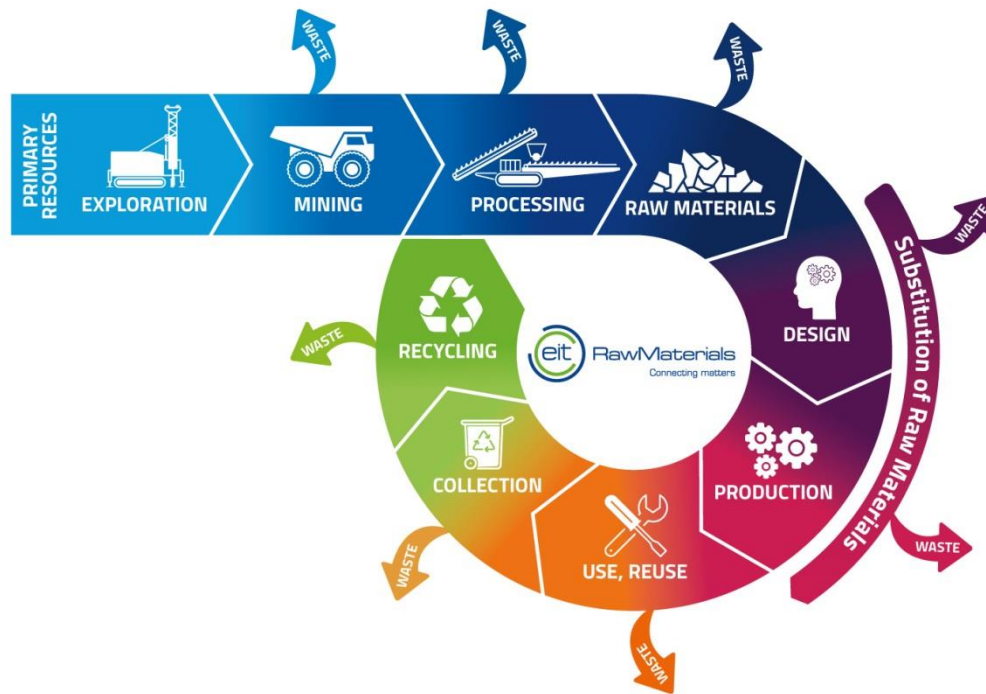 WASTE
WASTE
WASTE
PRIMARY
RESOURCES
EXPLORATION
MINING
PROCESSING
RAW MATERIALS
WASTE
Substitution of Raw Materials
DESIGN
RECYCLING
WASTE
eit RawMaterials
Connecting matters
COLLECTION
PRODUCTION
USE, REUSE
WASTE
WASTE
WASTE